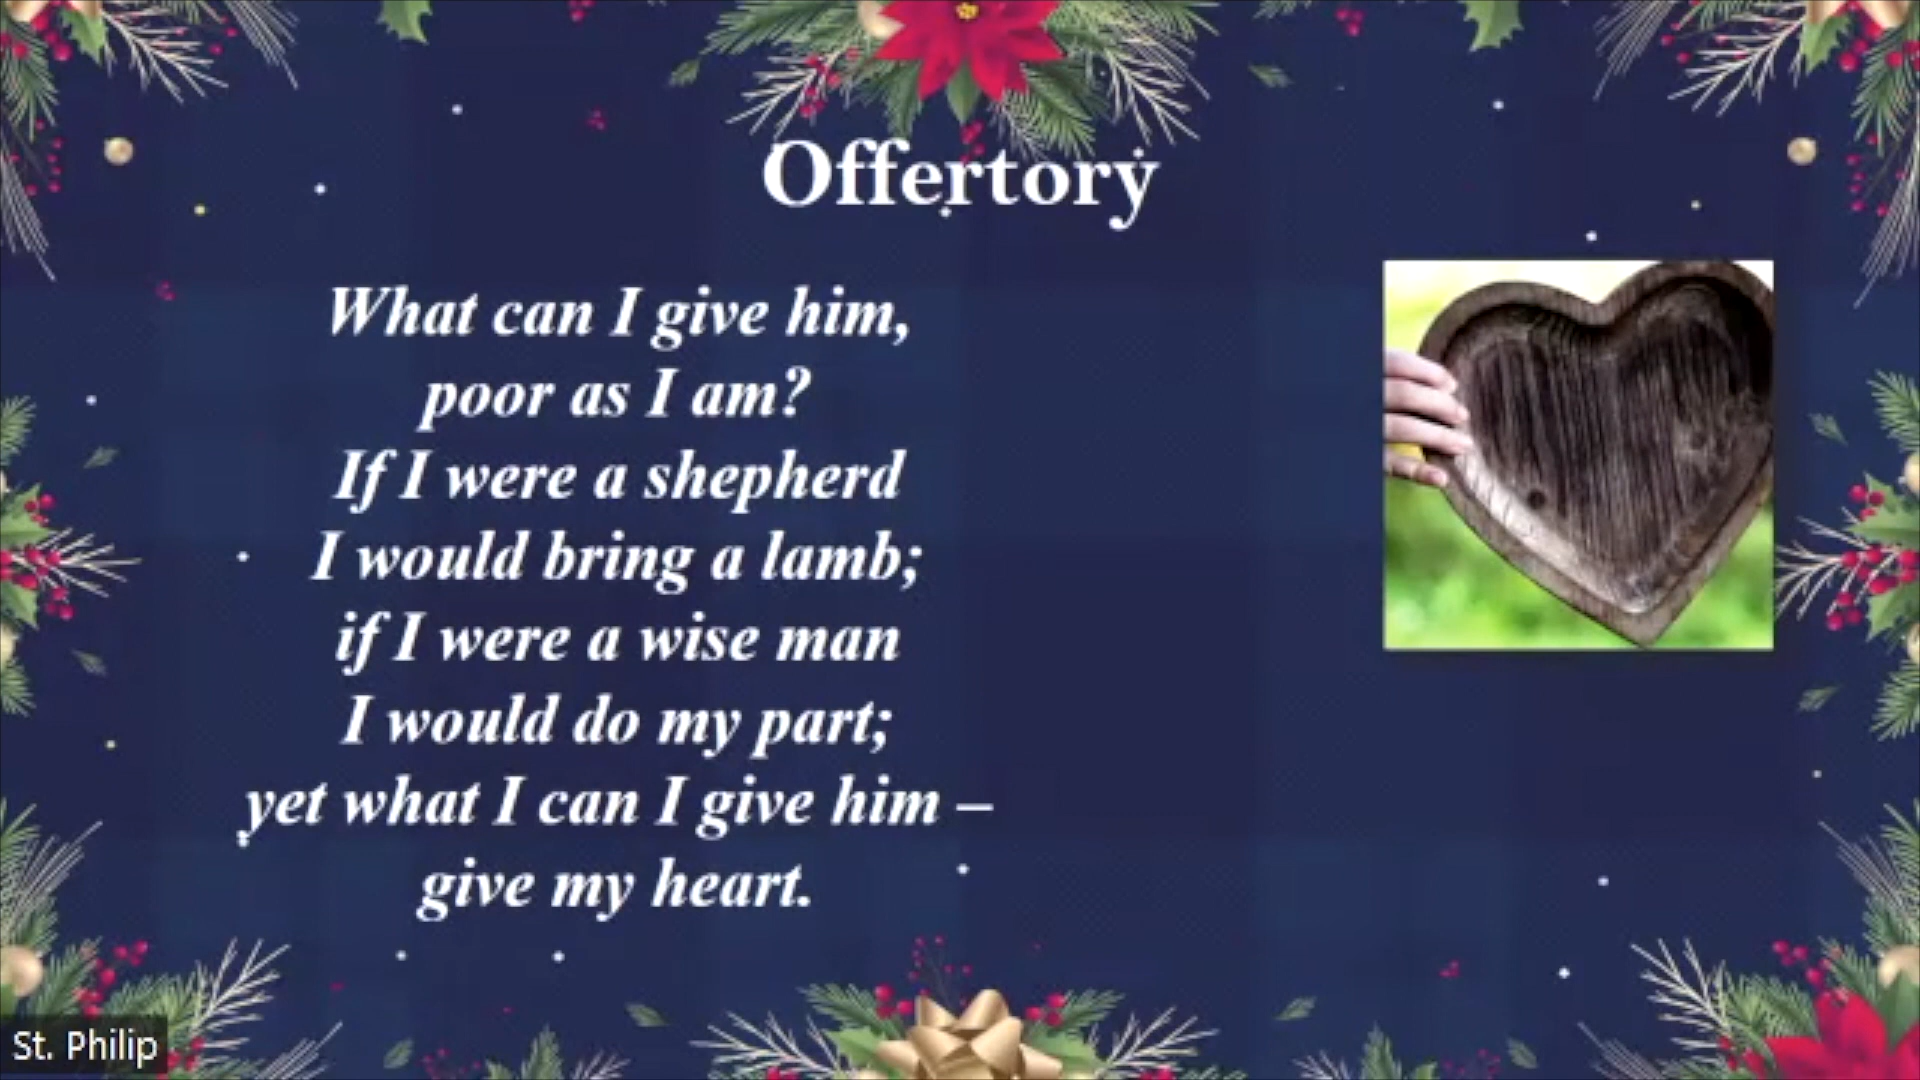 Offertory
What can I give him,
poor as I am?
If I were a shepherd
I would bring a lamb;
if I were a wise man
I would do my part;
yet what I can I give him –
give my heart.
St. Philip